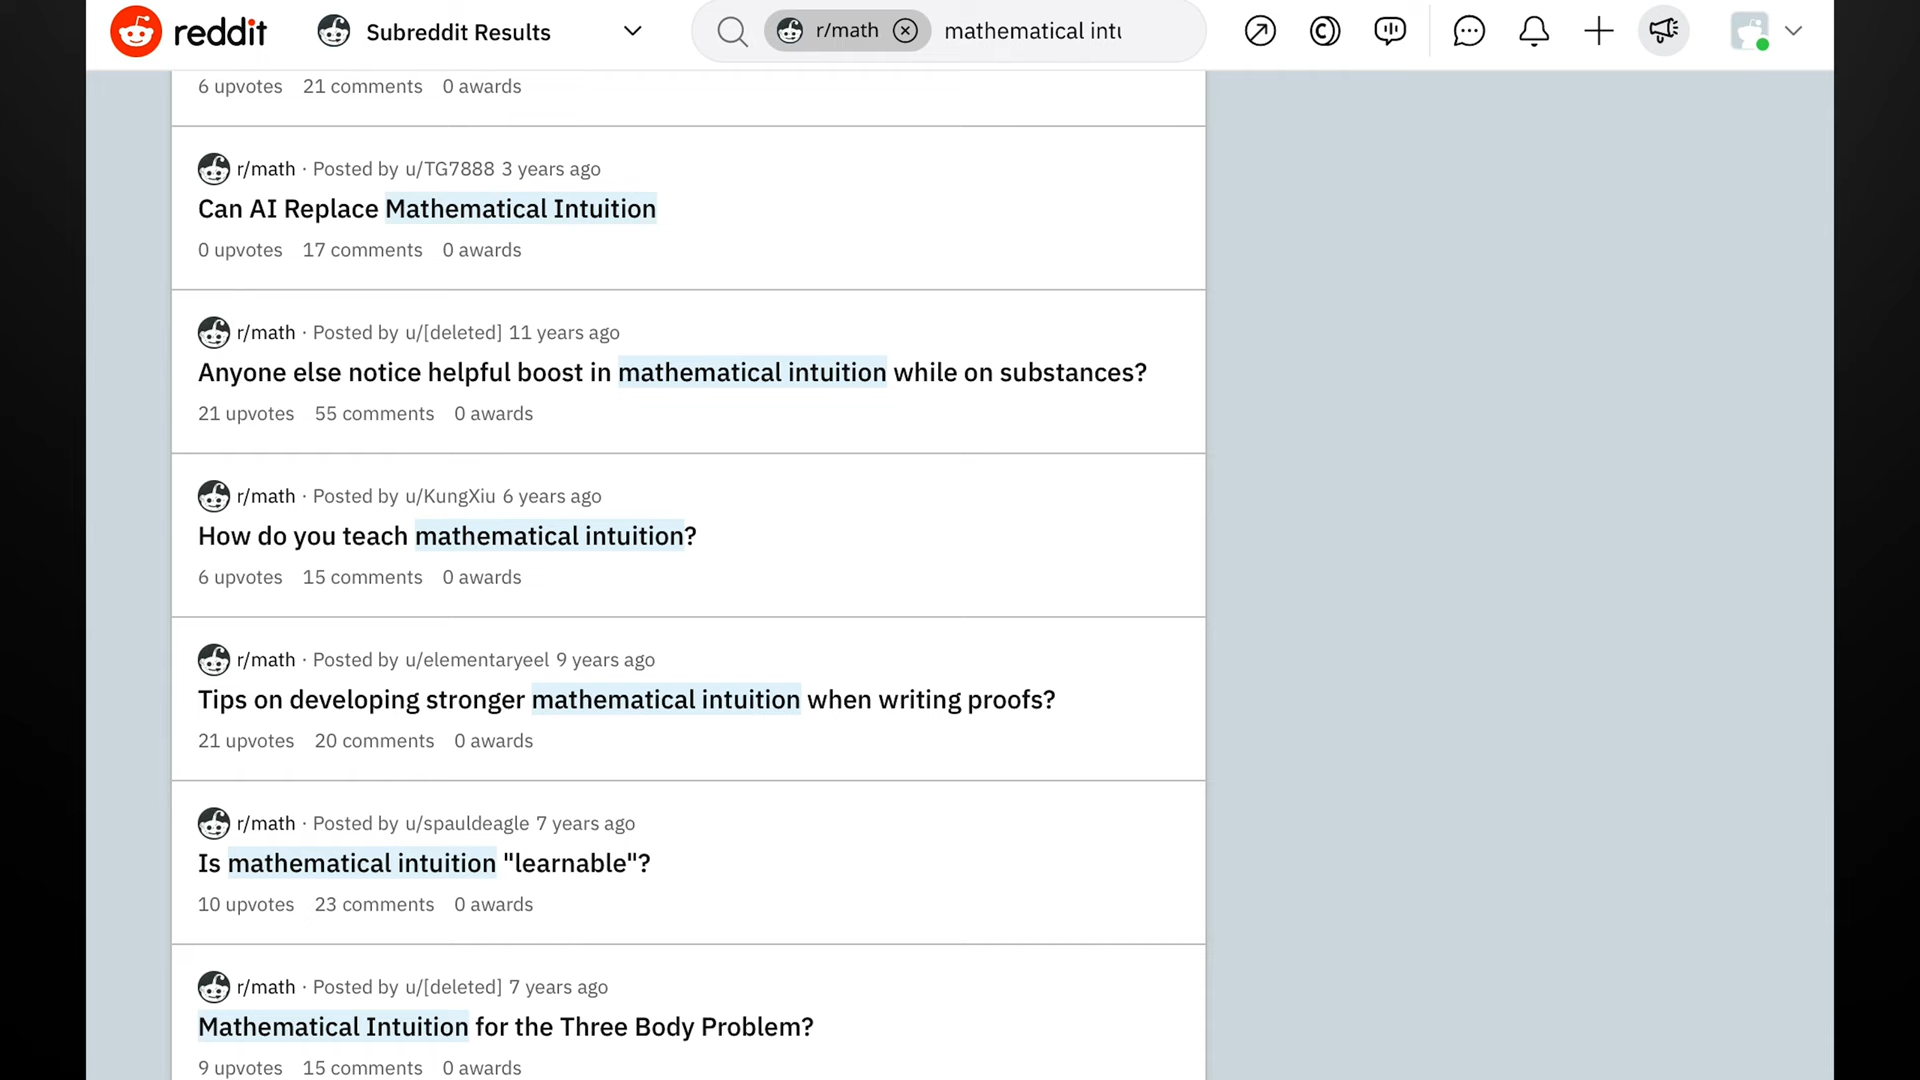 reddit
Subreddit Results
r/math
mathematical intu
6 upvotes 21 comments 0 awards
r/math · Posted by u/TG7888 3 years ago
Can AI Replace Mathematical Intuition
0 upvotes 17 comments 0 awards
r/math · Posted by u/[deleted] 11 years ago
Anyone else notice helpful boost in mathematical intuition while on substances?
21 upvotes 55 comments 0 awards
r/math · Posted by u/KungXiu 6 years ago
How do you teach mathematical intuition?
6 upvotes 15 comments 0 awards
r/math · Posted by u/elementaryeel 9 years ago
Tips on developing stronger mathematical intuition when writing proofs?
21 upvotes 20 comments 0 awards
r/math · Posted by u/spauldeagle 7 years ago
Is mathematical intuition "learnable"?
10 upvotes 23 comments 0 awards
r/math · Posted by u/[deleted] 7 years ago
Mathematical Intuition for the Three Body Problem?
9 upvotes 15 comments 0 awards